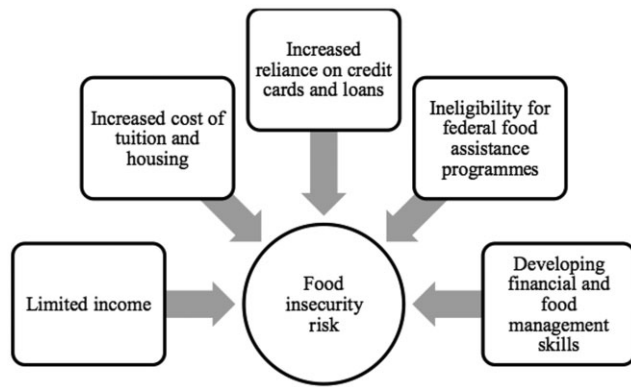 Increased
reliance on credit
cards and loans
Increased cost of
tuition and
housing
Ineligibility for
federal food
assistance
programmes
Limited income
Food
insecurity
risk
Developing
financial and
food
management
skills